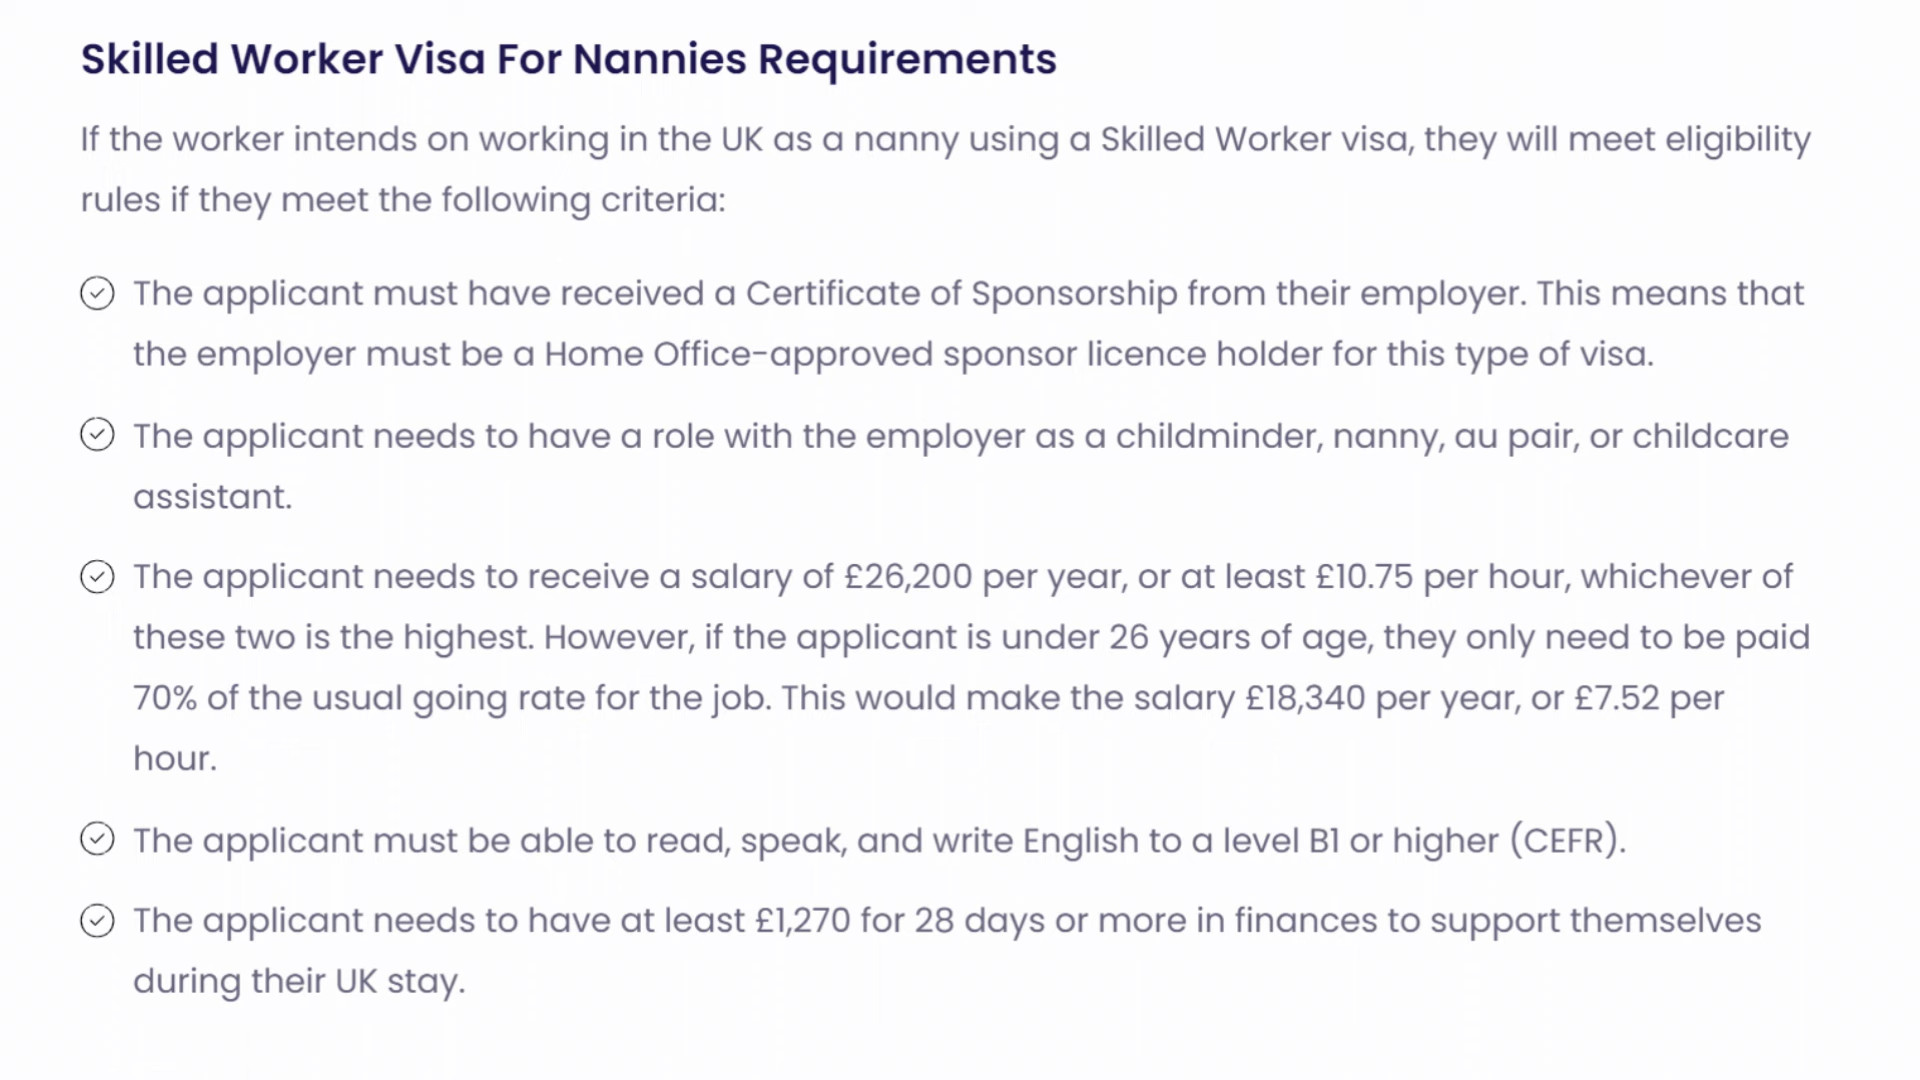 Skilled Worker Visa For Nannies Requirements
If the worker intends on working in the UK as a nanny using a Skilled Worker visa, they will meet eligibility
rules if they meet the following criteria:
The applicant must have received a Certificate of Sponsorship from their employer. This means that
the employer must be a Home Office-approved sponsor licence holder for this type of visa.
The applicant needs to have a role with the employer as a childminder, nanny, au pair, or childcare
assistant.
The applicant needs to receive a salary of £26,200 per year, or at least £10.75 per hour, whichever of
these two is the highest. However, if the applicant is under 26 years of age, they only need to be paid
70% of the usual going rate for the job. This would make the salary £18,340 per year, or £7.52 per
hour.
The applicant must be able to read, speak, and write English to a level B1 or higher (CEFR).
The applicant needs to have at least £1,270 for 28 days or more in finances to support themselves
during their UK stay.